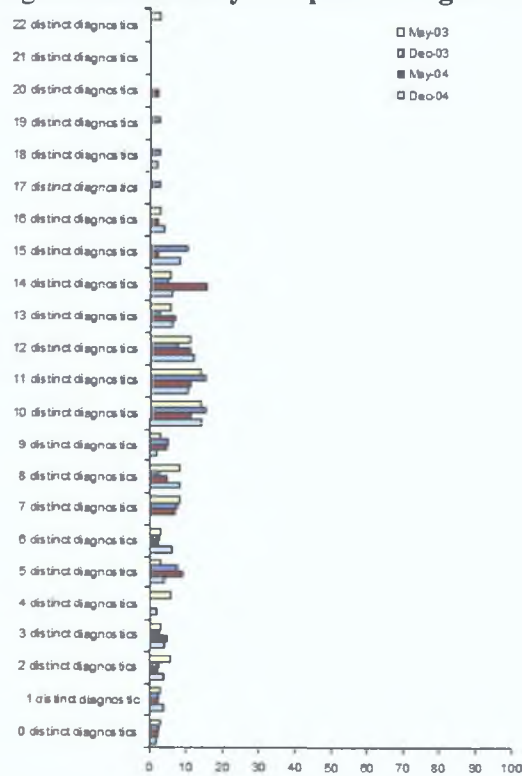 22 distinct diagnostics
21 distinct diagnostics
20 distinct diagnostics
19 distinct diagnostics
18 distinct diagnostics
17 distinct diagnostics
16 distinct diagnostics
15 distinct diagnostics
14 distinct diagnostics
13 distinct diagnostics
12 distinct diagnostics
11 distinct diagnostics
10 distinct diagnostics
9 distinct diagnostics
8 distinct diagnostics
7 distinct diagnostics
6 distinct diagnostics
5 distinct diagnostics
4 distinct diagnostics
3 distinct diagnostics
2 distinct diagnostics
1 distinct diagnostic
0 distinct diagnostics
May-03
Dec-03
May-04
Dec-04
0 10 20 30 40 50 60 70 80 90 100